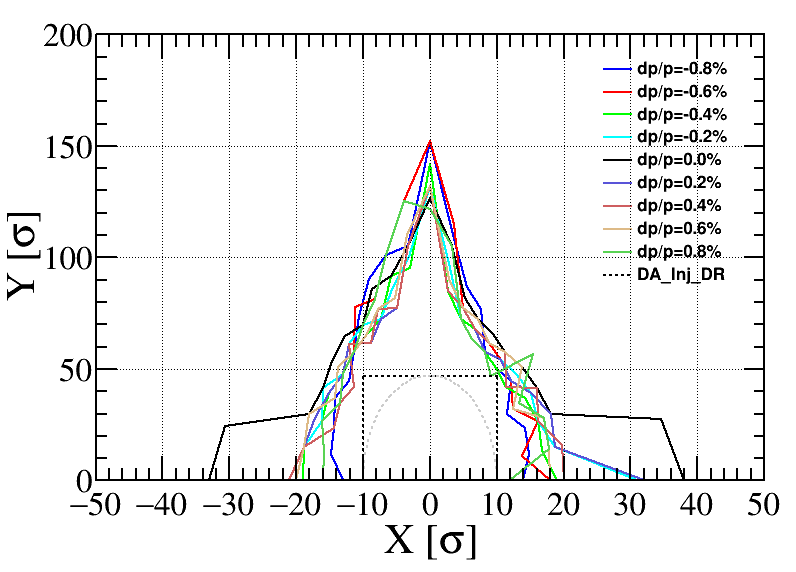 200
150
100
50
0
Y [σ]
dp/p=-0.8%
dp/p=-0.6%
dp/p=-0.4%
dp/p=-0.2%
dp/p=0.0%
dp/p=0.2%
dp/p=0.4%
dp/p=0.6%
dp/p=0.8%
DA_Inj_DR
−50 −40 −30 −20 −10 0 10 20 30 40 50
X [σ]